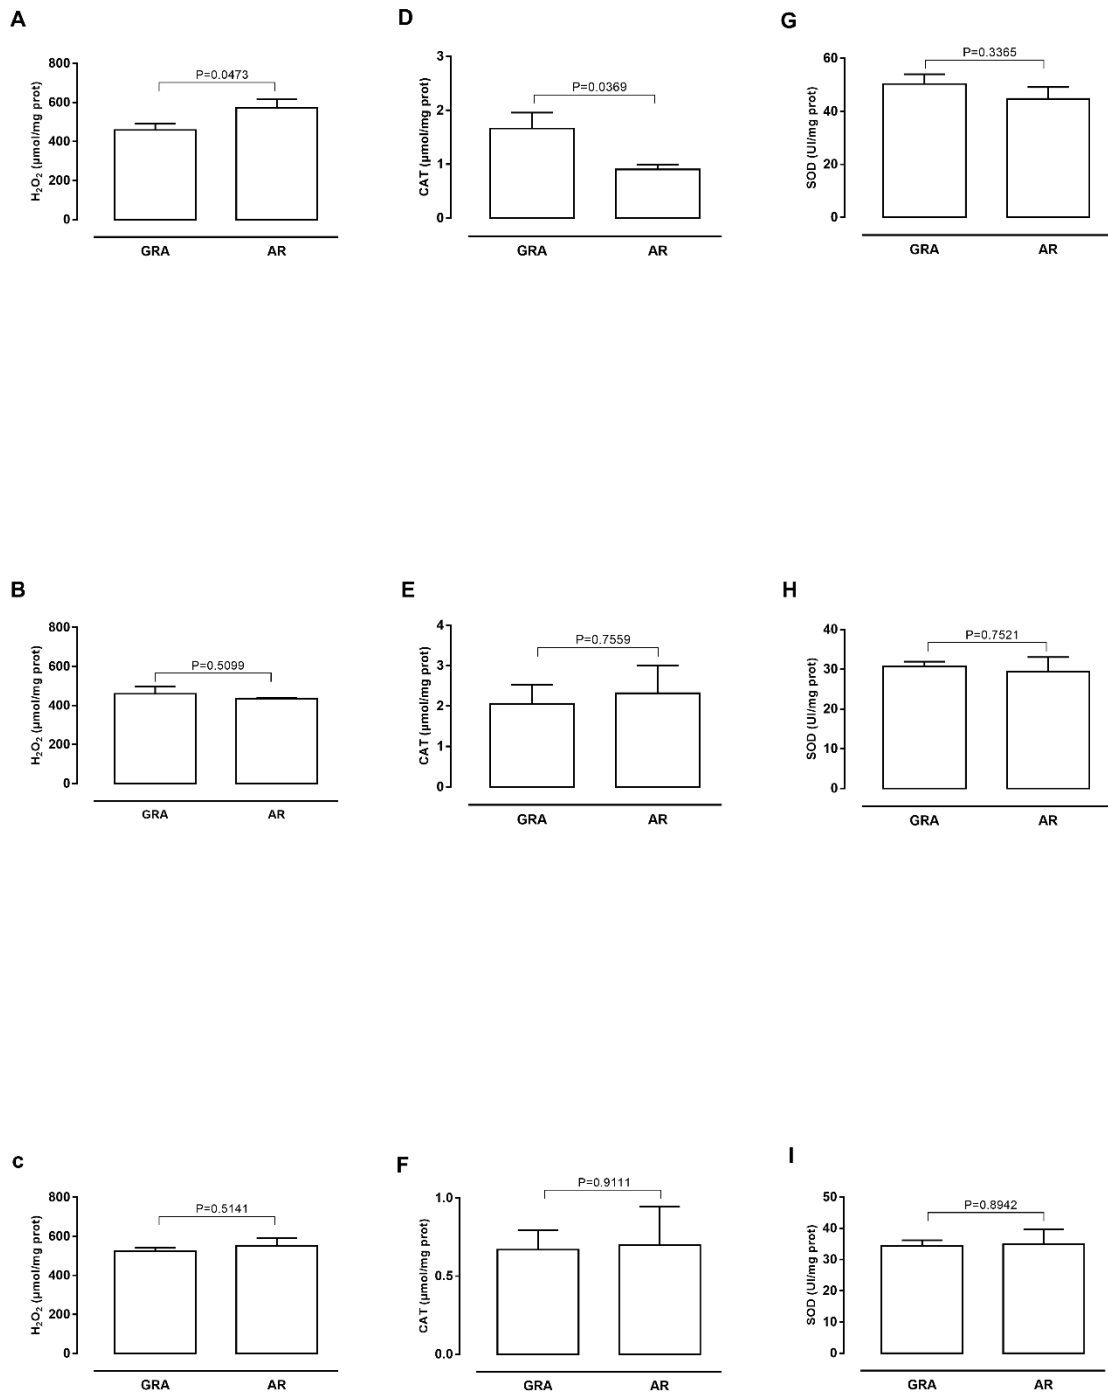 A
H₂O₂ (µmol/mg prot)
800
600
400
200
0
P=0.0473
GRA AR
D
CAT (µmol/mg prot)
3
2
1
0
P=0.0369
GRA AR
G
SOD (UI/mg prot)
60
40
20
0
P=0.3365
GRA AR
B
H₂O₂ (µmol/mg prot)
800
600
400
200
0
P=0.5099
GRA AR
E
CAT (µmol/mg prot)
4
3
2
1
0
P=0.7559
GRA AR
H
SOD (UI/mg prot)
40
30
20
10
0
P=0.7521
GRA AR
c
H₂O₂ (µmol/mg prot)
800
600
400
200
0
P=0.5141
GRA AR
F
CAT (µmol/mg prot)
1.0
0.5
0.0
P=0.9111
GRA AR
I
SOD (UI/mg prot)
50
40
30
20
10
0
P=0.8942
GRA AR